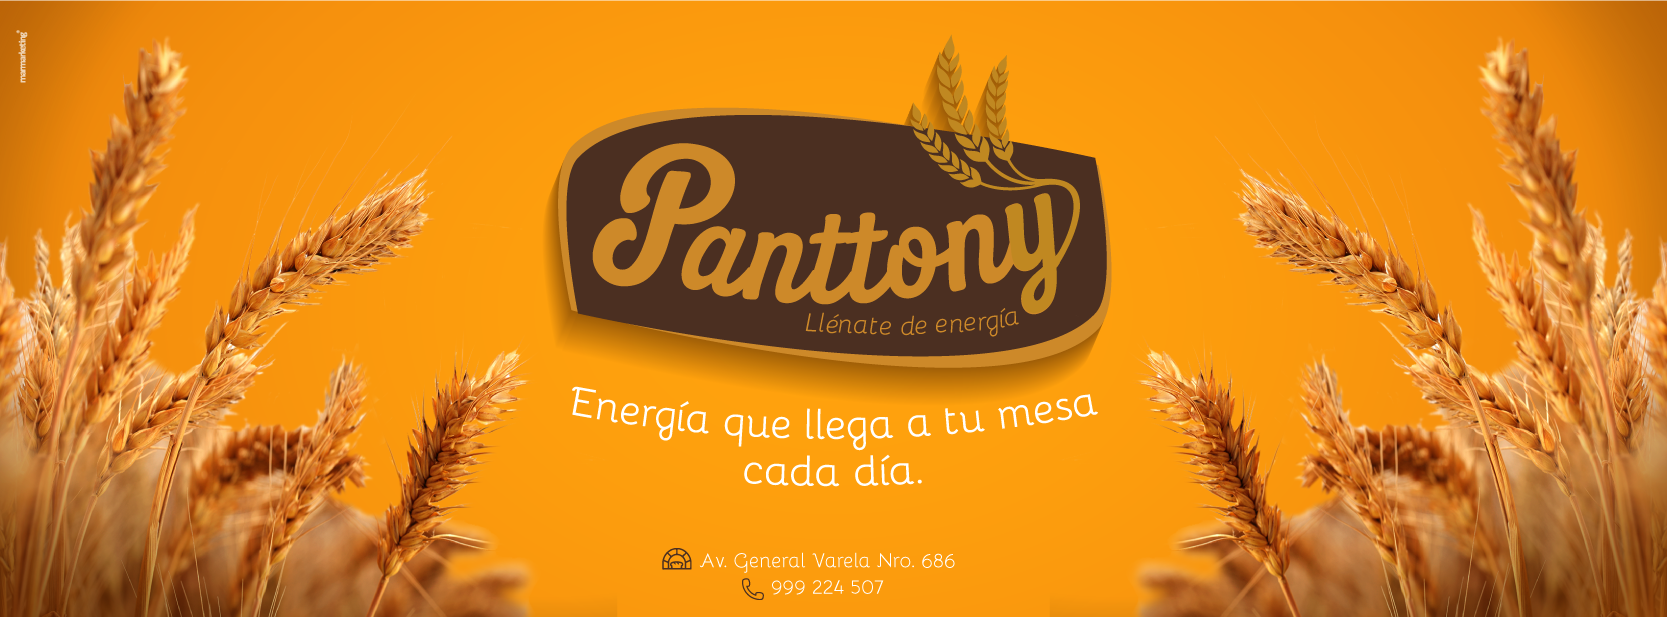 marmarketing®
Panttony
Llénate de energía
Energía que llega a tu mesa
cada día.
Av. General Varela Nro. 686
999 224 507